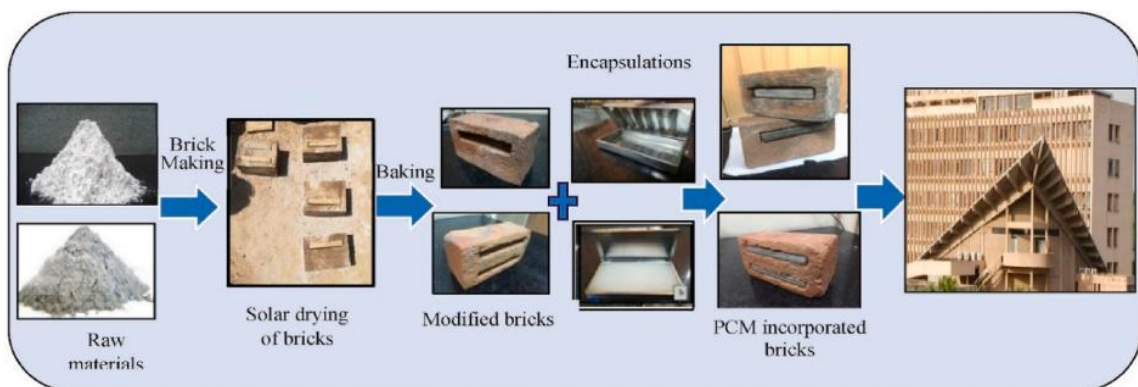 Raw
materials
Brick
Making
Solar drying
of bricks
Baking
Modified bricks
Encapsulations
PCM incorporated
bricks